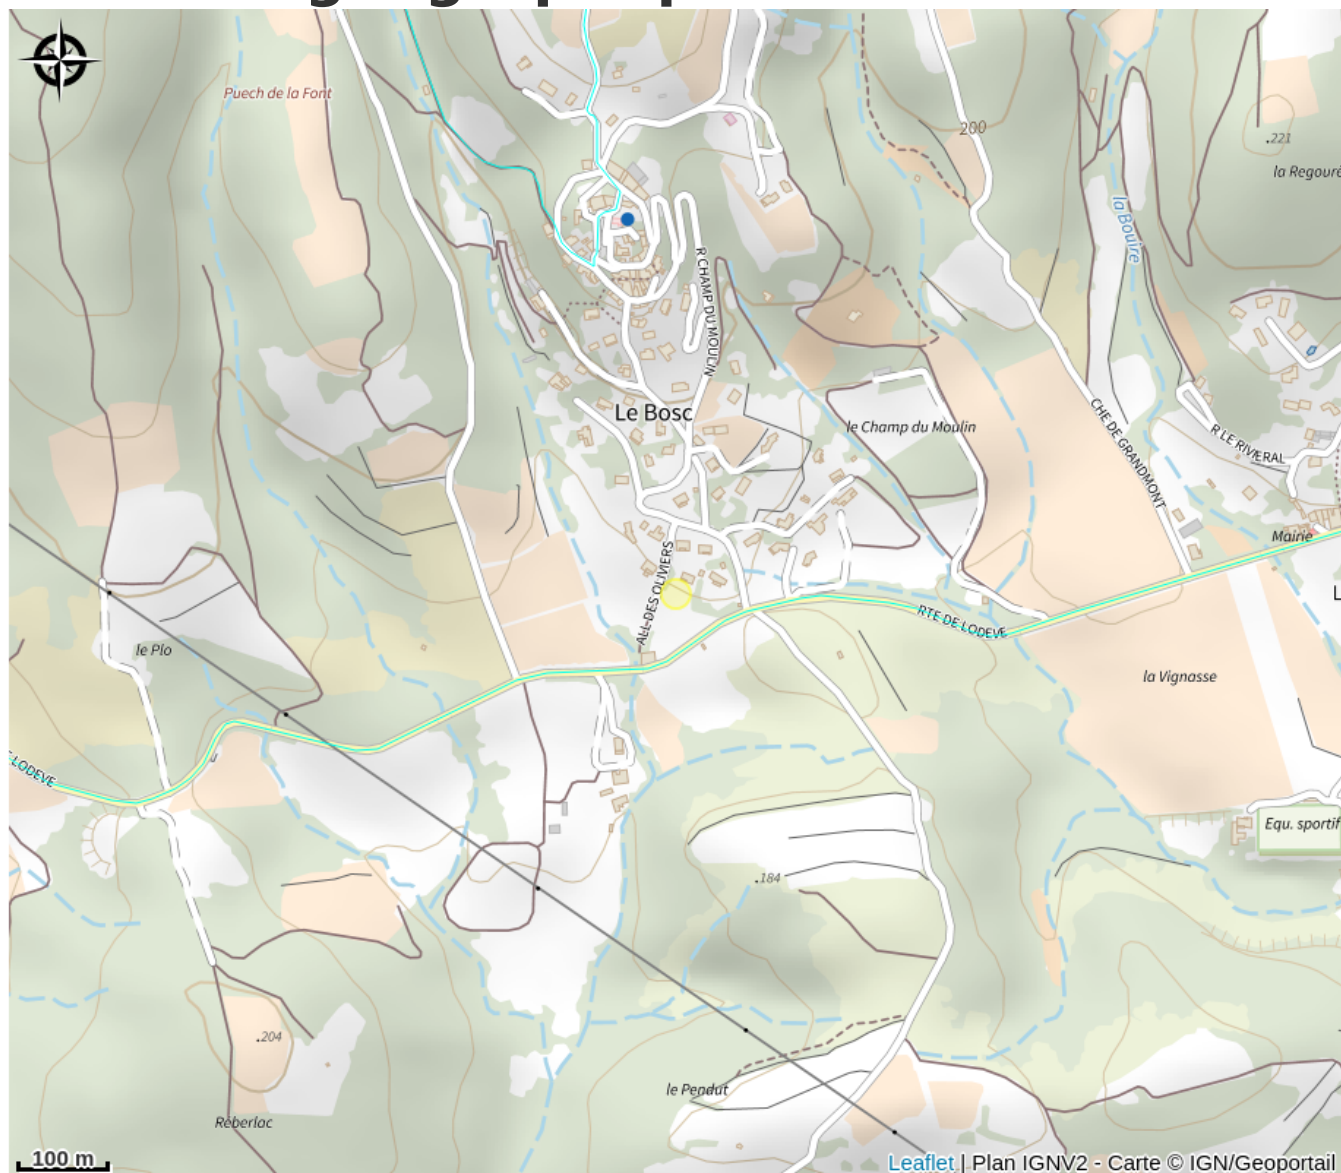 Puech de la Font
200
.221
la Regouré
la Bouire
R CHAMP DU MOULIN
Le Bosc
le Champ du Moulin
CHE DE GRANDMONT
R LE RIVIERAL
Mairie
L
ALL DES OLIVIERS
RTE DE LODEVE
le Plo
la Vignasse
E LODEVE
Equ. sportif
.184
.204
le Pendut
Réberlac
100 m
Leaflet | Plan IGNV2 - Carte © IGN/Geoportail